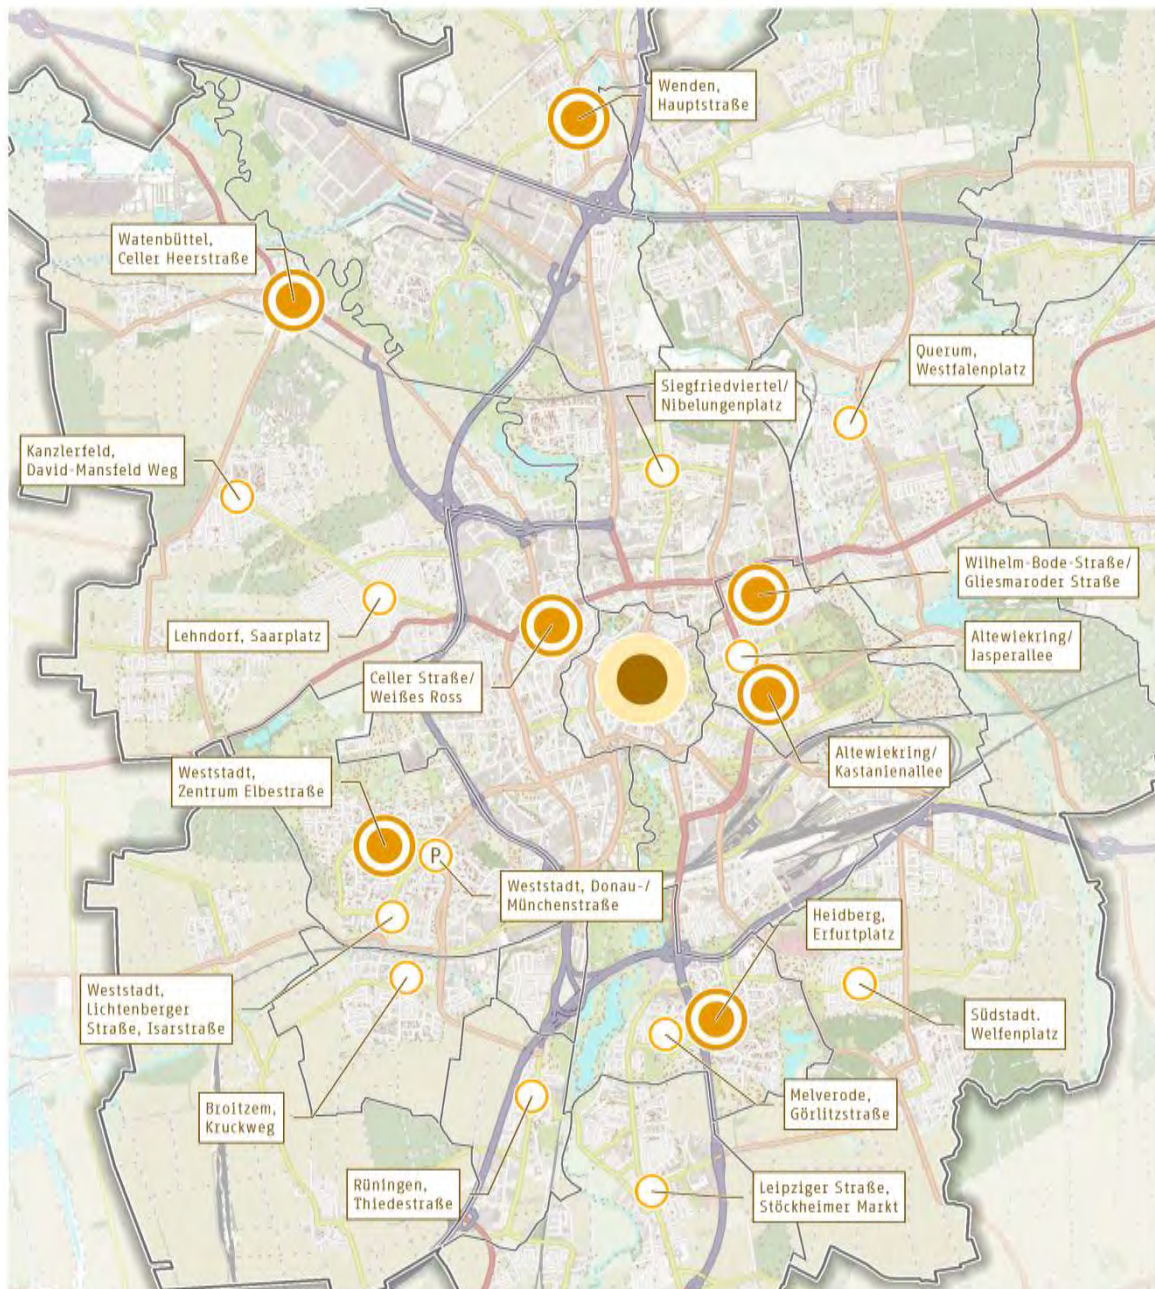 Wenden,
Hauptstraße
Watenbüttel,
Celler Heerstraße
Querum,
Westfalenplatz
Siegfriedviertel/
Nibelungenplatz
Kanzlerfeld,
David-Mansfeld Weg
Wilhelm-Bode-Straße/
Gliesmaroder Straße
Lehndorf, Saarplatz
Altewiekring/
Jasperallee
Celler Straße/
Weißes Ross
Altewiekring/
Kastanienallee
Weststadt,
Zentrum Elbestraße
P
Weststadt, Donau-/
Münchenstraße
Heidberg,
Erfurtplatz
Weststadt,
Lichtenberger
Straße, Isarstraße
Südstadt.
Welfenplatz
Broitzem,
Kruckweg
Melverode,
Görlitzstraße
Rüningen,
Thiedestraße
Leipziger Straße,
Stöckheimer Markt